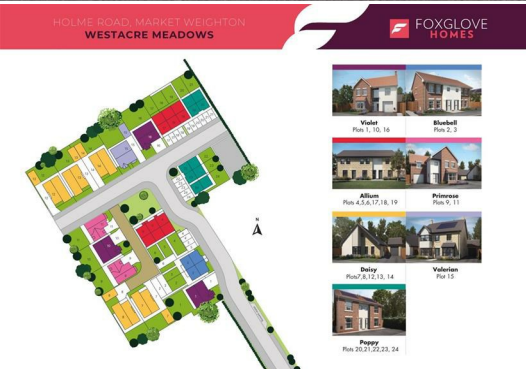 HOLME ROAD, MARKET WEIGHTON
WESTACRE MEADOWS
FOXGLOVE
HOMES
Violet
Plots 1, 10, 16
Bluebell
Plots 2, 3
Allium
Plots 4,5,6,17,18, 19
Primrose
Plots 9, 11
Daisy
Plots7,8,12,13, 14
Valerian
Plot 15
Poppy
Plots 20,21,22,23, 24
N